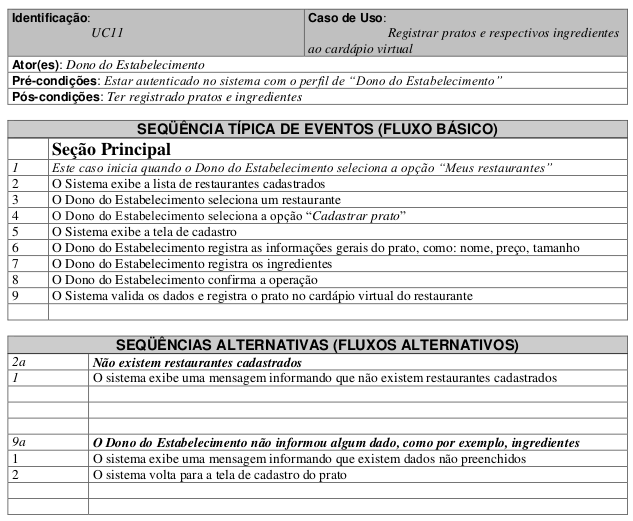 Identificação:
UC11
Caso de Uso:
Registrar pratos e respectivos ingredientes
ao cardápio virtual
Ator(es): Dono do Estabelecimento
Pré-condições: Estar autenticado no sistema com o perfil de “Dono do Estabelecimento”
Pós-condições: Ter registrado pratos e ingredientes
SEQÜÊNCIA TÍPICA DE EVENTOS (FLUXO BÁSICO)
Seção Principal
1 Este caso inicia quando o Dono do Estabelecimento seleciona a opção “Meus restaurantes”
2 O Sistema exibe a lista de restaurantes cadastrados
3 O Dono do Estabelecimento seleciona um restaurante
4 O Dono do Estabelecimento seleciona a opção “Cadastrar prato”
5 O Sistema exibe a tela de cadastro
6 O Dono do Estabelecimento registra as informações gerais do prato, como: nome, preço, tamanho
7 O Dono do Estabelecimento registra os ingredientes
8 O Dono do Estabelecimento confirma a operação
9 O Sistema valida os dados e registra o prato no cardápio virtual do restaurante
SEQÜÊNCIAS ALTERNATIVAS (FLUXOS ALTERNATIVOS)
2a Não existem restaurantes cadastrados
1 O sistema exibe uma mensagem informando que não existem restaurantes cadastrados
9a O Dono do Estabelecimento não informou algum dado, como por exemplo, ingredientes
1 O sistema exibe uma mensagem informando que existem dados não preenchidos
2 O sistema volta para a tela de cadastro do prato